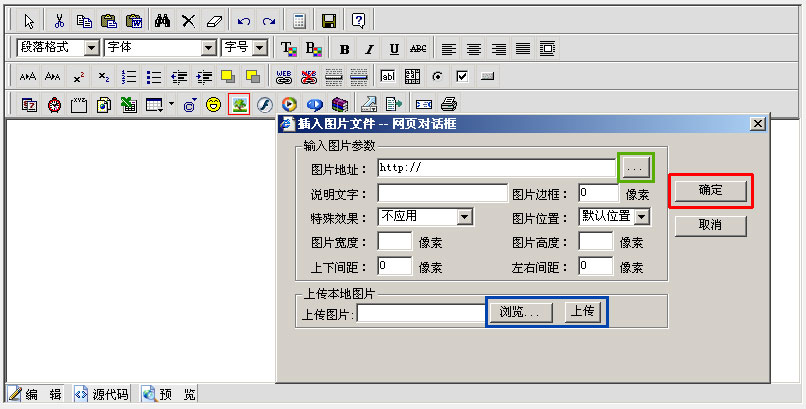 段落格式 字体 字号 T B B I U ABC
插入图片文件 -- 网页对话框
输入图片参数
图片地址： http:// ...
确定
说明文字： 图片边框： 0 像素
特殊效果： 不应用 图片位置： 默认位置
取消
图片宽度： 像素 图片高度： 像素
上下间距： 0 像素 左右间距： 0 像素
上传本地图片
上传图片: 浏览... 上传
编 辑 源代码 预 览